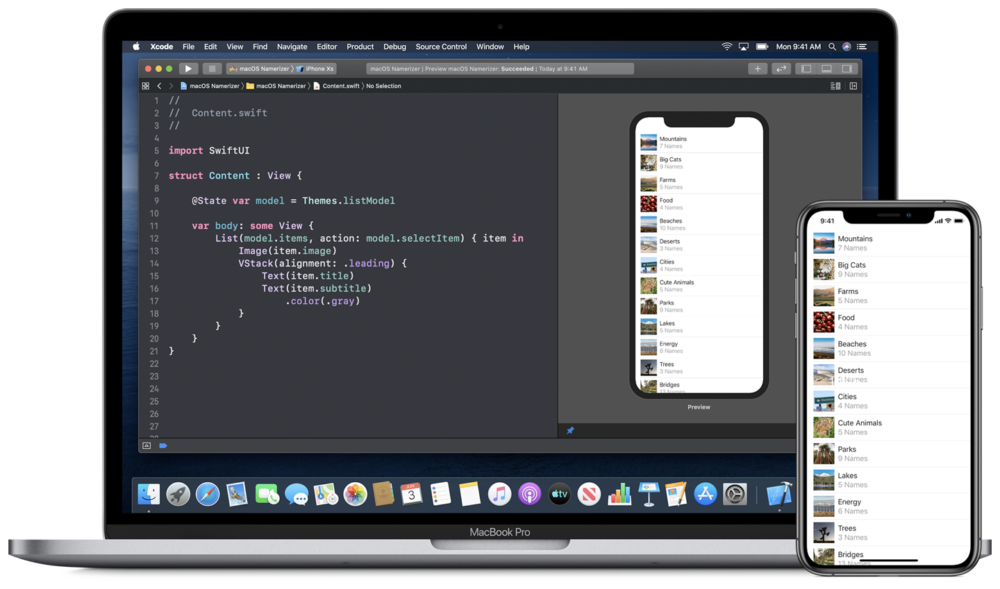 Xcode File Edit View Find Navigate Editor Product Debug Source Control Window Help
Mon 9:41 AM
macOS Namerizer 〉 iPhone Xs
macOS Namerizer | Preview macOS Namerizer: Succeeded | Today at 9:41 AM
macOS Namerizer 〉 macOS Namerizer 〉 Content.swift 〉 No Selection
1 //
2 // Content.swift
3 //
4
5 import SwiftUI
6
7 struct Content : View {
8
9 @State var model = Themes.listModel
10
11 var body: some View {
12 List(model.items, action: model.selectItem) { item in
13 Image(item.image)
14 VStack(alignment: .leading) {
15 Text(item.title)
16 Text(item.subtitle)
17 .color(.gray)
18 }
19 }
20 }
21 }
22
23
24
25
26
27
28
Mountains
7 Names
Big Cats
9 Names
Farms
5 Names
Food
4 Names
Beaches
10 Names
Deserts
3 Names
Cities
4 Names
Cute Animals
5 Names
Parks
9 Names
Lakes
5 Names
Energy
6 Names
Trees
3 Names
Bridges
13 Names
Preview
JUN
3
tv
MacBook Pro
9:41
Mountains
7 Names
Big Cats
9 Names
Farms
5 Names
Food
4 Names
Beaches
10 Names
Deserts
3 Names
Cities
4 Names
Cute Animals
5 Names
Parks
9 Names
Lakes
5 Names
Energy
6 Names
Trees
3 Names
Bridges
13 Names